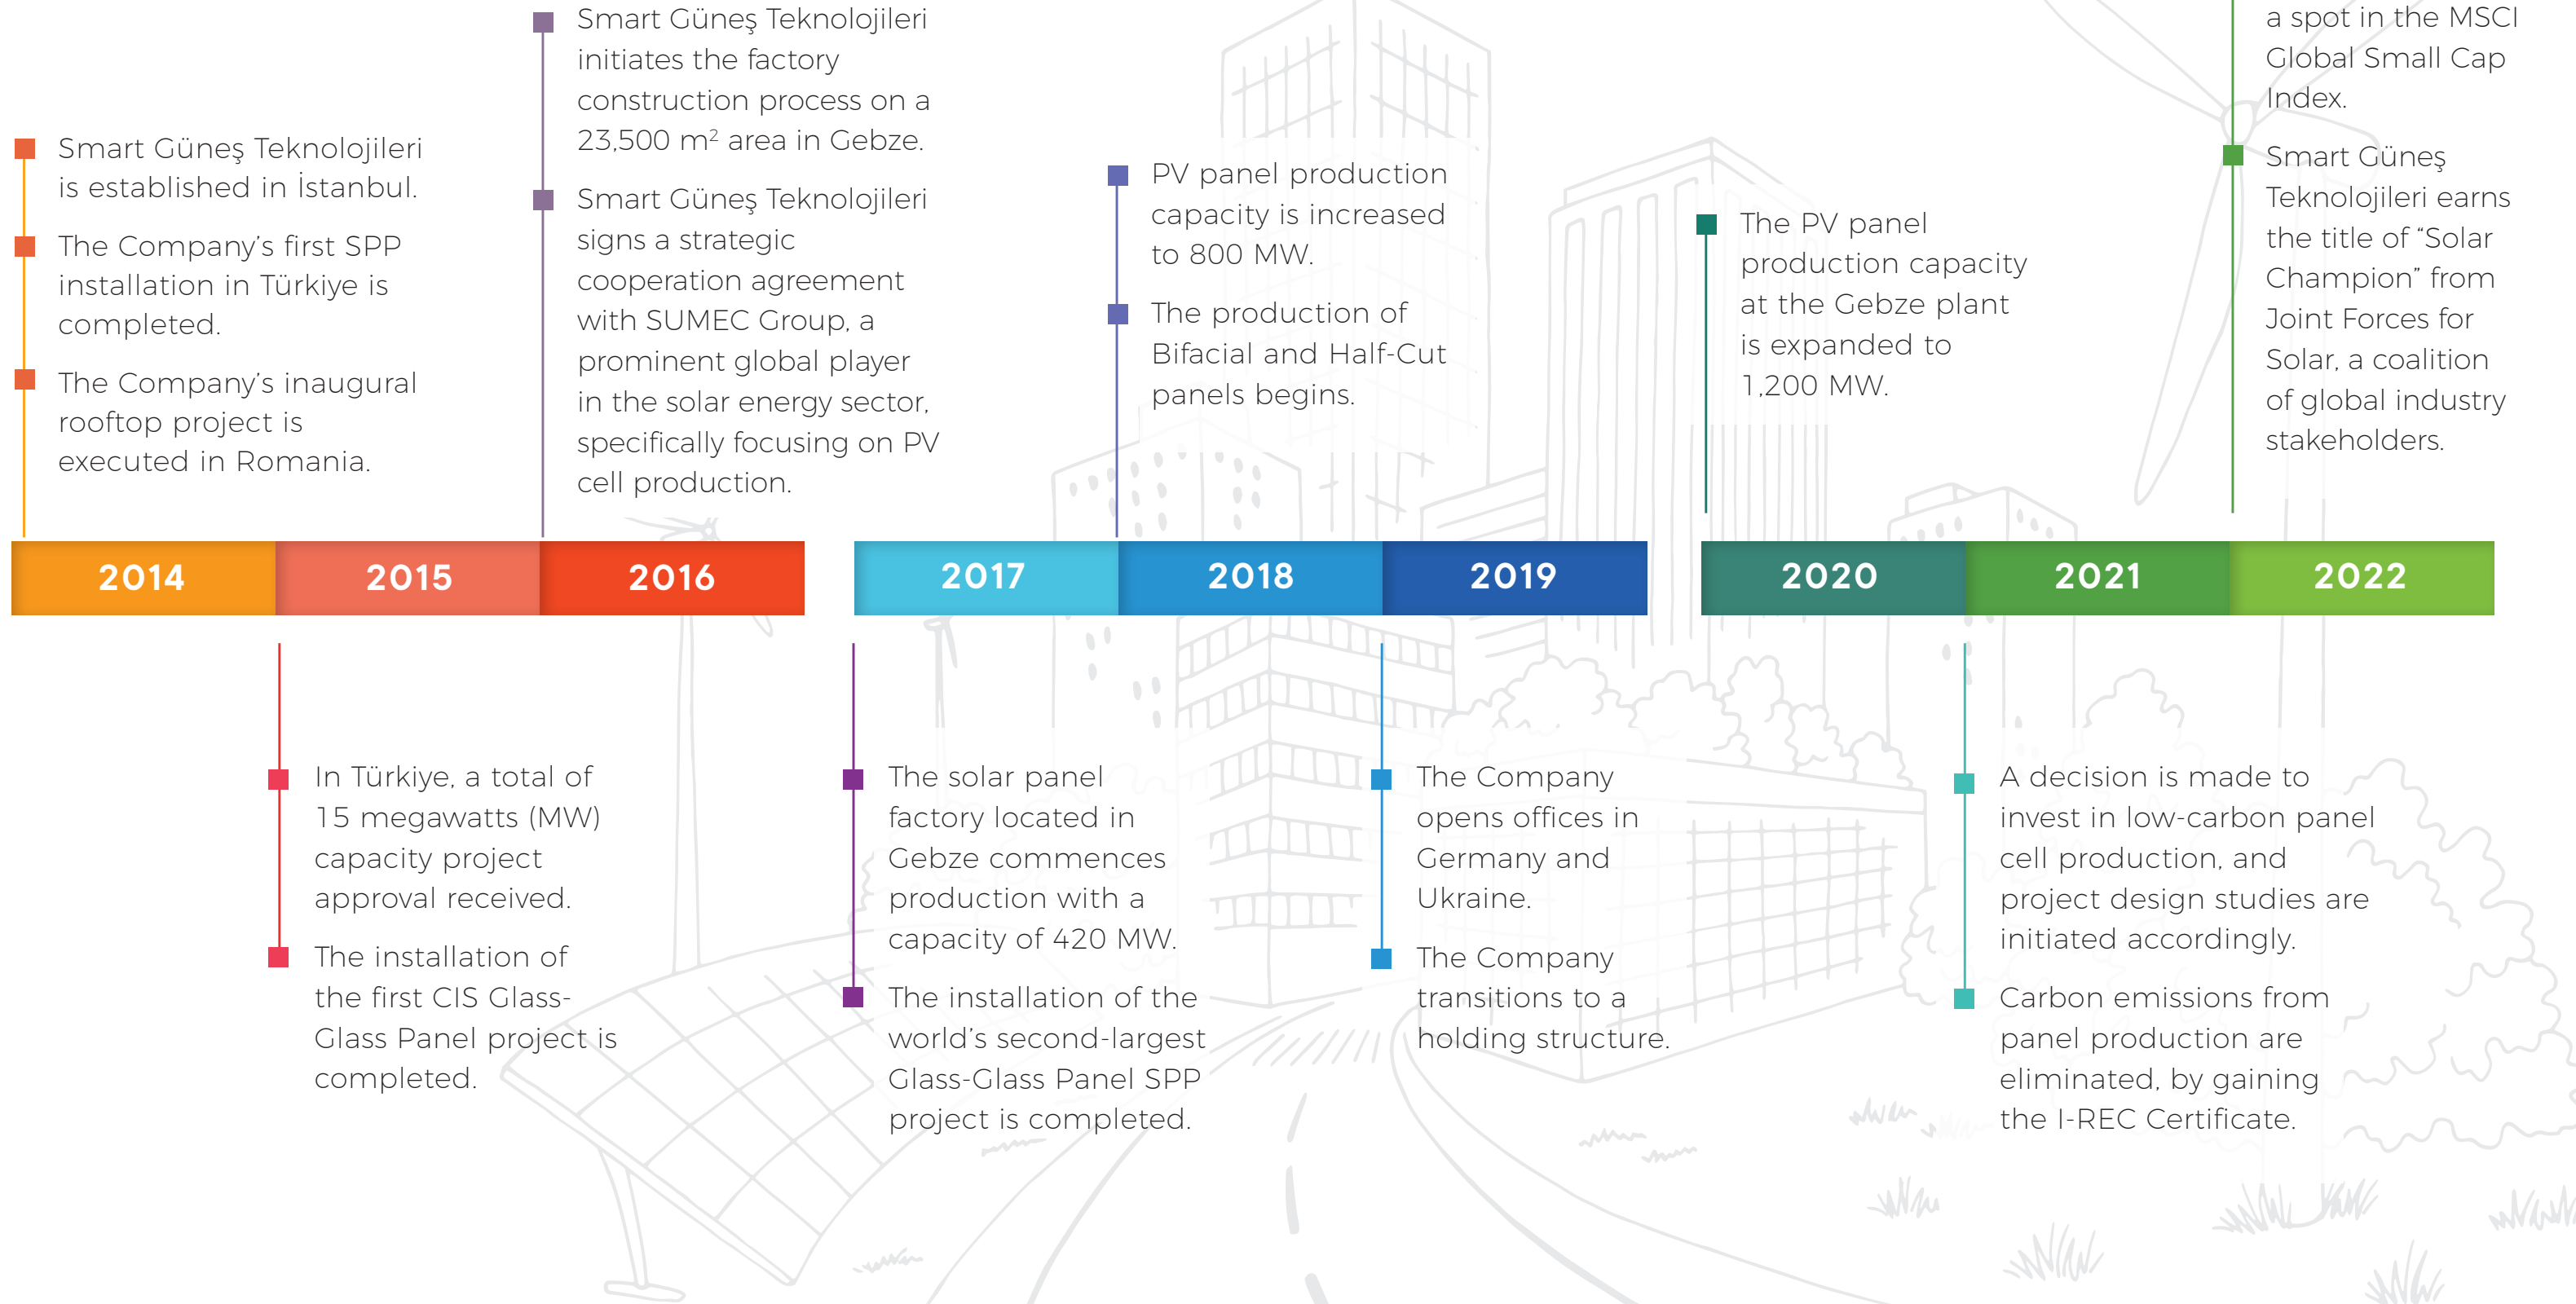 Smart Güneş Teknolojileri
is established in İstanbul.
The Company's first SPP
installation in Türkiye is
completed.
The Company's inaugural
rooftop project is
executed in Romania.
Smart Güneş Teknolojileri
initiates the factory
construction process on a
23,500 m² area in Gebze.
Smart Güneş Teknolojileri
signs a strategic
cooperation agreement
with SUMEC Group, a
prominent global player
in the solar energy sector,
specifically focusing on PV
cell production.
PV panel production
capacity is increased
to 800 MW.
The production of
Bifacial and Half-Cut
panels begins.
The PV panel
production capacity
at the Gebze plant
is expanded to
1,200 MW.
a spot in the MSCI
Global Small Cap
Index.
Smart Güneş
Teknolojileri earns
the title of “Solar
Champion” from
Joint Forces for
Solar, a coalition
of global industry
stakeholders.
2014
2015
2016
2017
2018
2019
2020
2021
2022
In Türkiye, a total of
15 megawatts (MW)
capacity project
approval received.
The installation of
the first CIS Glass-
Glass Panel project is
completed.
The solar panel
factory located in
Gebze commences
production with a
capacity of 420 MW.
The installation of the
world's second-largest
Glass-Glass Panel SPP
project is completed.
The Company
opens offices in
Germany and
Ukraine.
The Company
transitions to a
holding structure.
A decision is made to
invest in low-carbon panel
cell production, and
project design studies are
initiated accordingly.
Carbon emissions from
panel production are
eliminated, by gaining
the I-REC Certificate.